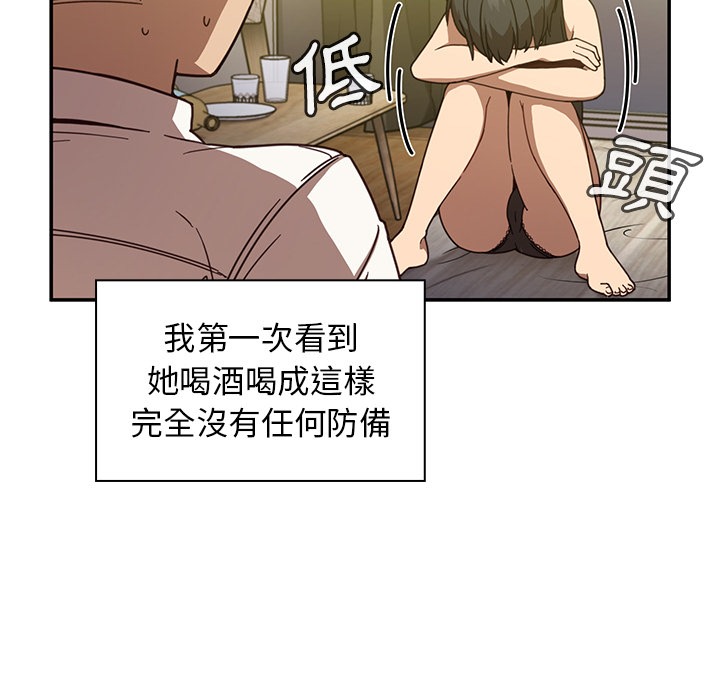 低
頭
我第一次看到
她喝酒喝成這樣
完全沒有任何防備